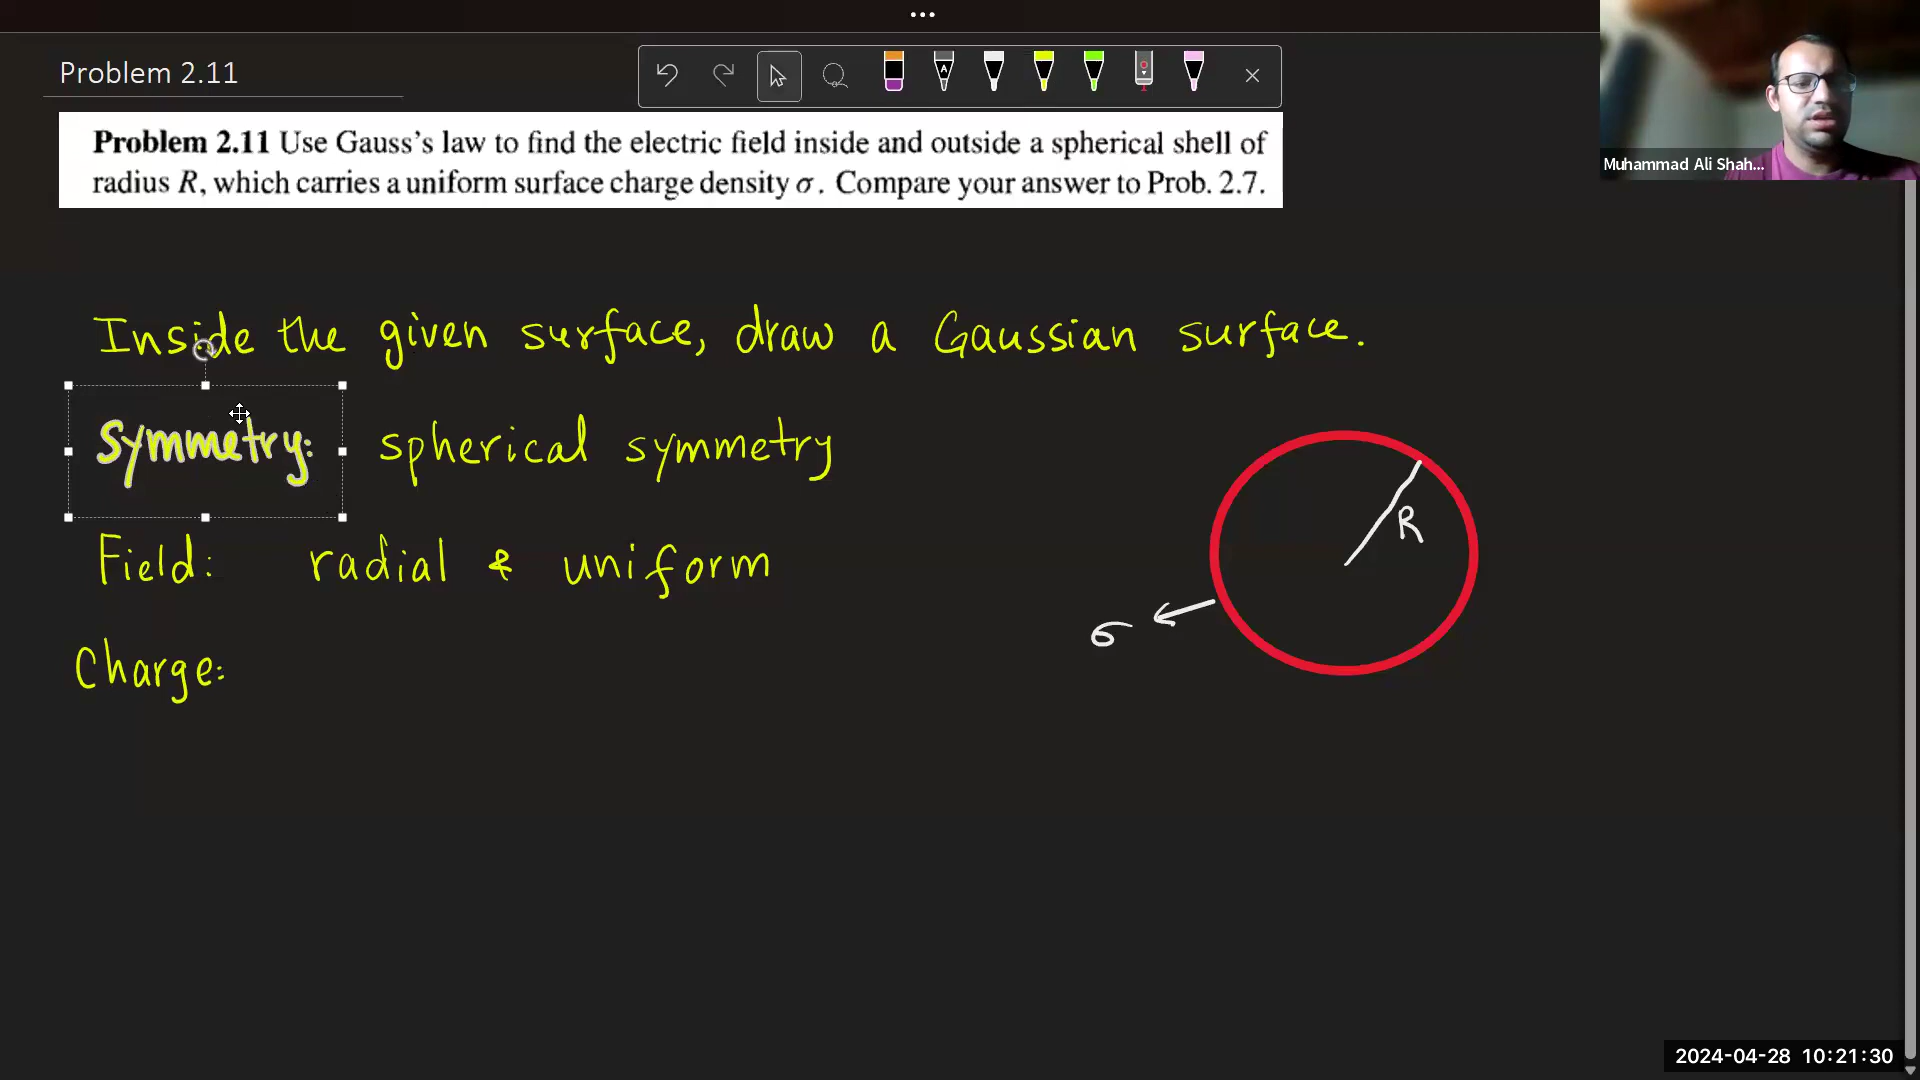 Problem 2.11
Problem 2.11 Use Gauss's law to find the electric field inside and outside a spherical shell of
radius R, which carries a uniform surface charge density σ. Compare your answer to Prob. 2.7.
Muhammad Ali Shah...
Inside the given surface, draw a Gaussian surface.
Symmetry: spherical symmetry
Field: radial & uniform
Charge:
R
σ
2024-04-28 10:21:30